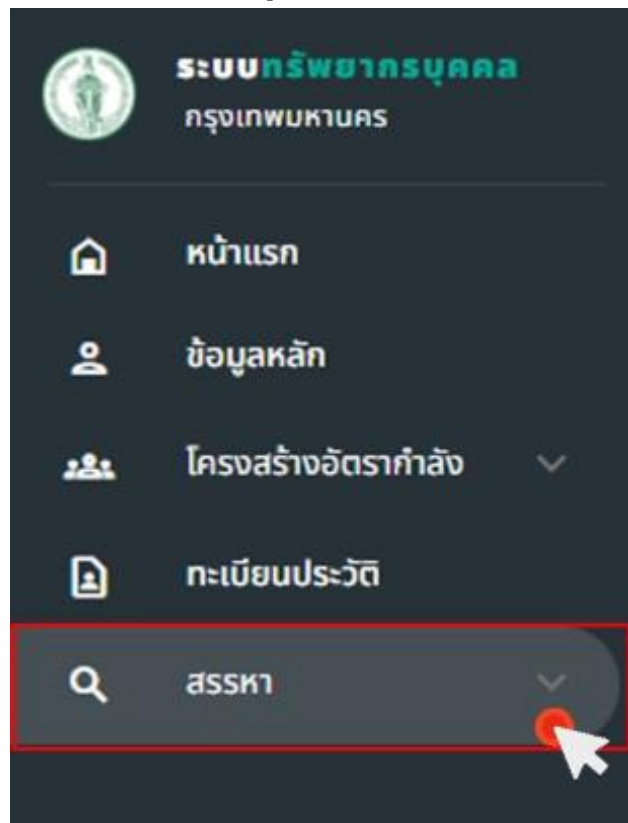 ระบบทรัพยากรบุคคล
กรุงเทพมหานคร
หน้าแรก
ข้อมูลหลัก
โครงสร้างอัตรากำลัง
ทะเบียนประวัติ
สรรหา